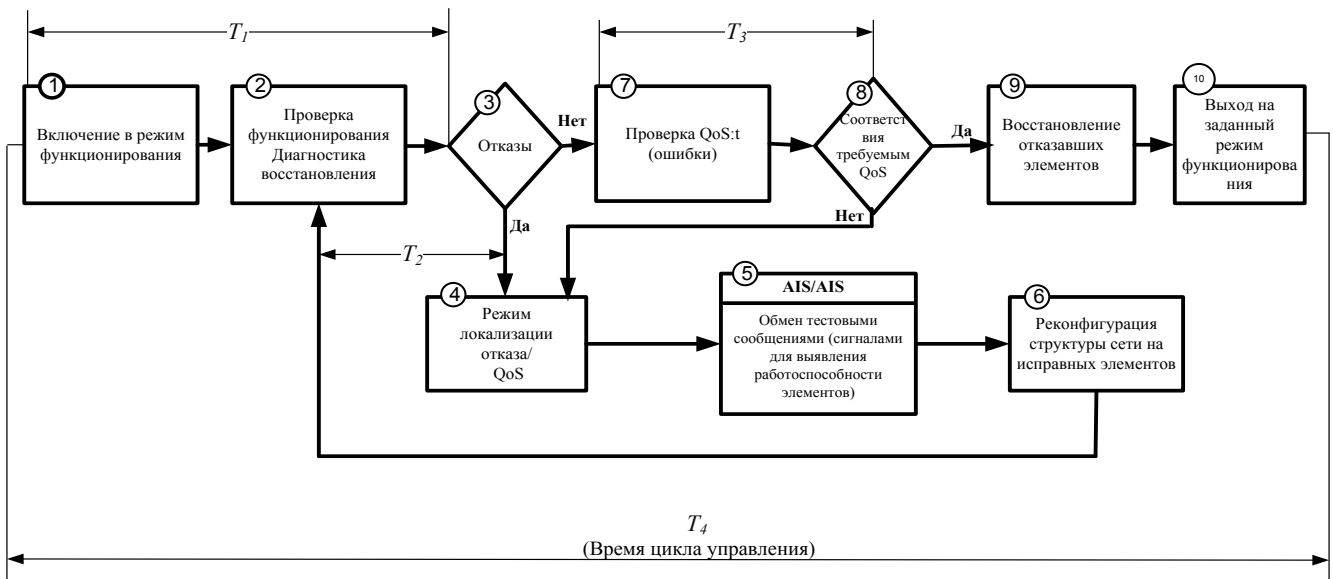 T1
T3
1
Включение в режим
функционирования
2
Проверка
функционирования
Диагностика
восстановления
3
Отказы
Нет
Да
7
Проверка QoS:t
(ошибки)
8
Соответст
вия
требуемым
QoS
Да
Нет
9
Восстановление
отказавших
элементов
10
Выход на
заданный
режим
функционирова
ния
T2
4
Режим
локализации
отказа/
QoS
5
AIS/AIS
Обмен тестовыми
сообщениями (сигналами
для выявления
работоспособности
элементов)
6
Реконфигурация
структуры сети на
исправных элементов
T4
(Время цикла управления)